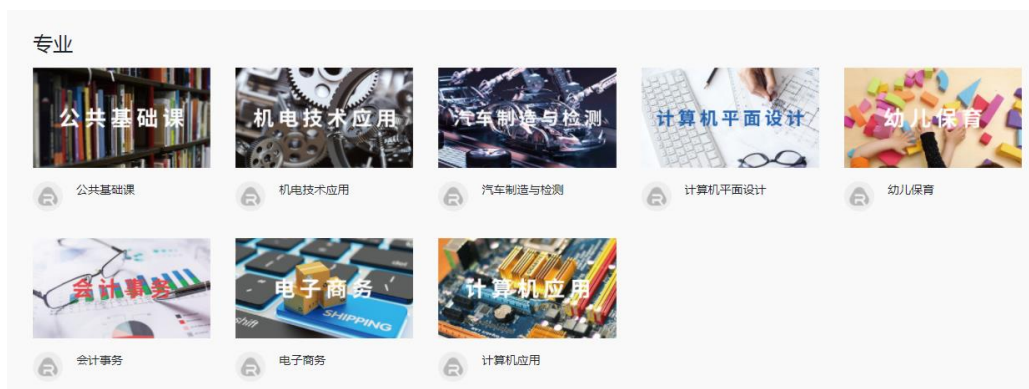 专业
公共基础课
机电技术应用
汽车制造与检测
计算机平面设计
幼儿保育
公共基础课
机电技术应用
汽车制造与检测
计算机平面设计
幼儿保育
会计事务
电子商务
计算机应用
shift
SHIPPING
会计事务
电子商务
计算机应用